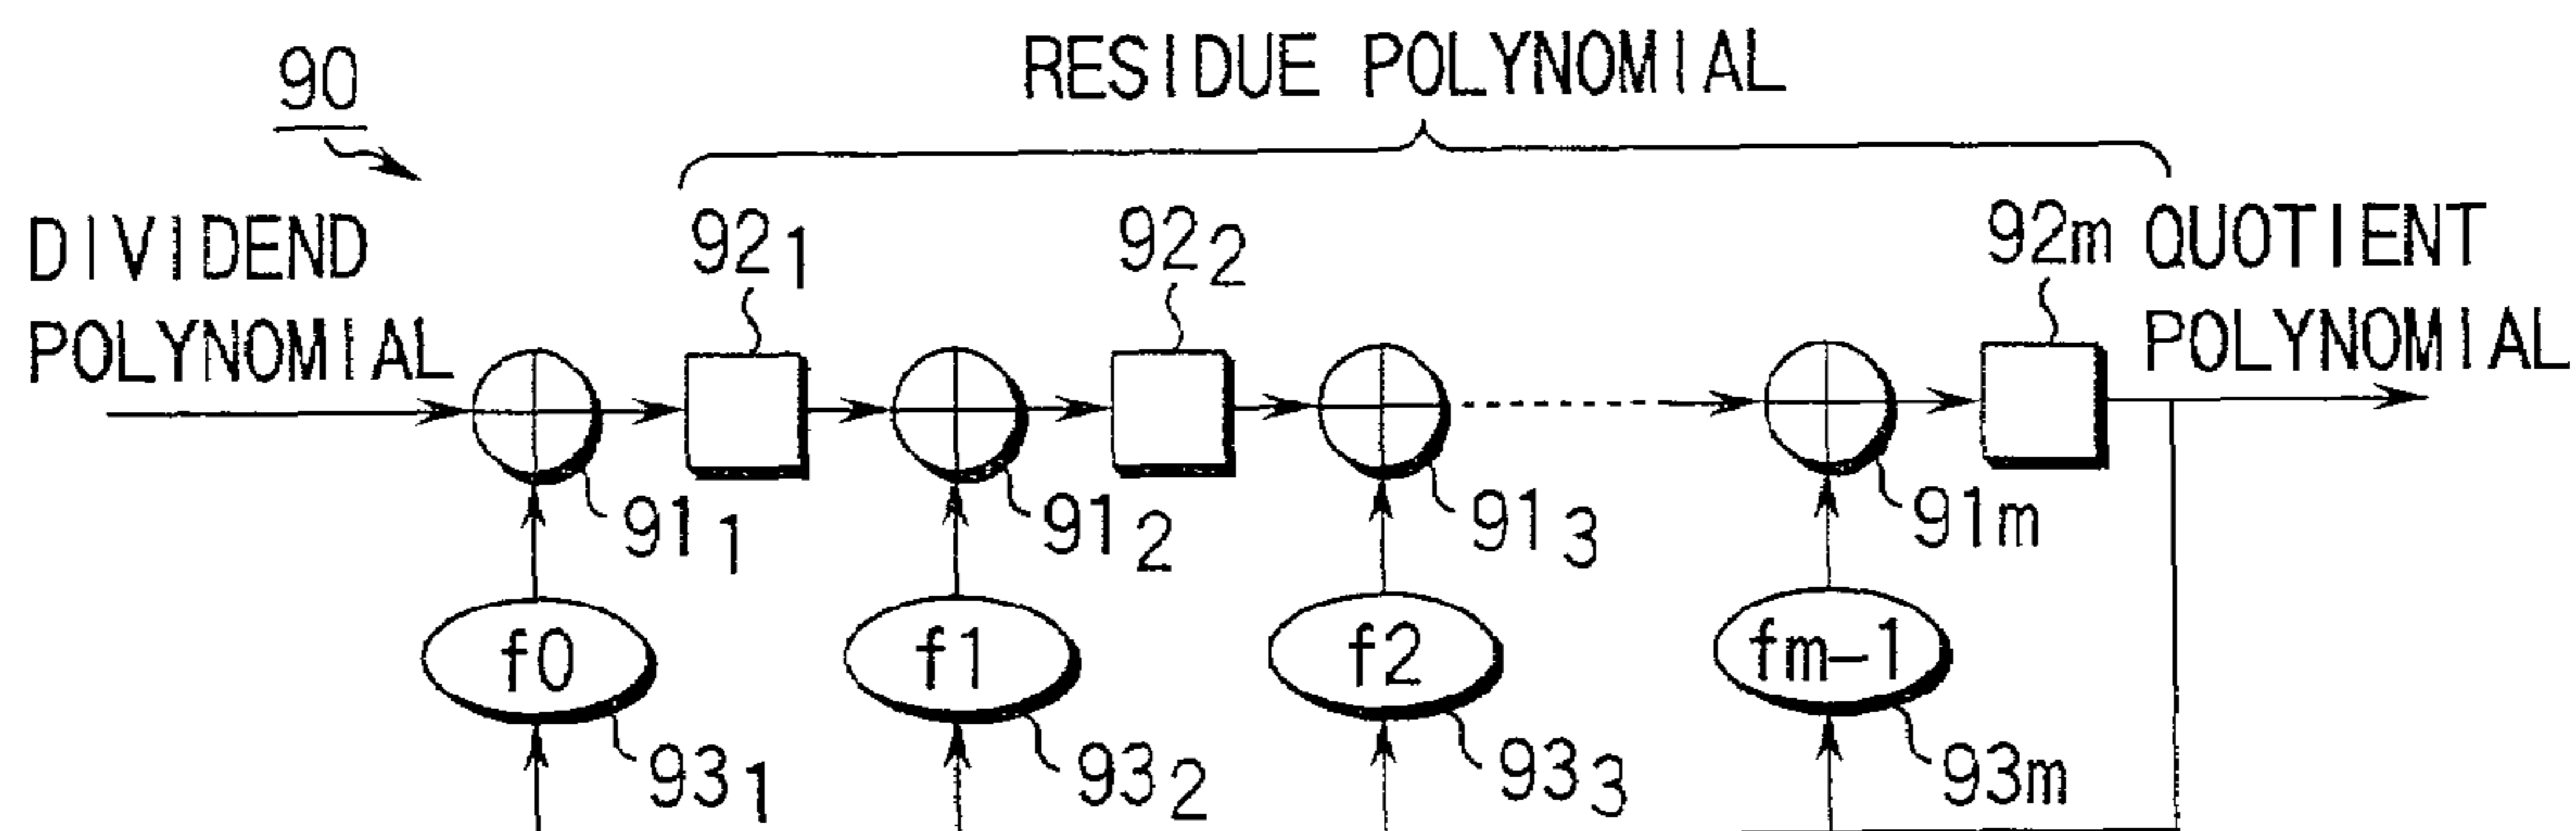 90
RESIDUE POLYNOMIAL
DIVIDEND
POLYNOMIAL
921
922
92m
QUOTIENT
POLYNOMIAL
911
912
913
91m
f0
f1
f2
fm-1
931
932
933
93m